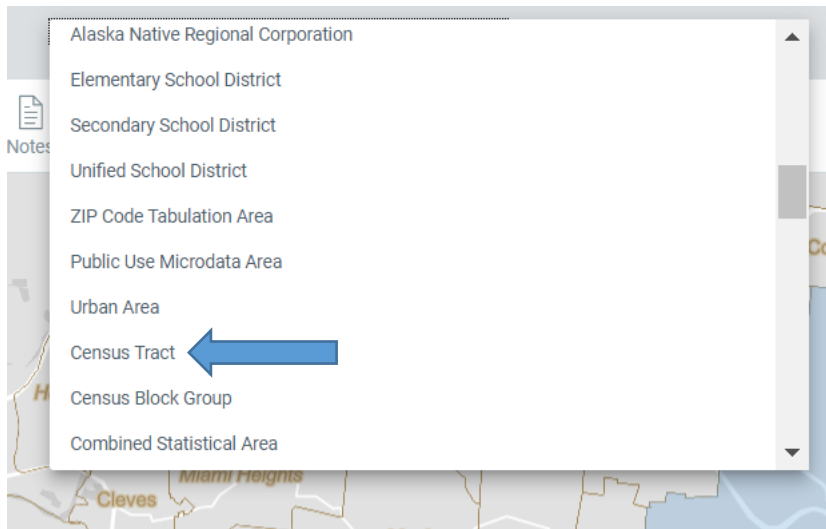 Alaska Native Regional Corporation
Elementary School District
Secondary School District
Notes
Unified School District
ZIP Code Tabulation Area
Public Use Microdata Area
Urban Area
Census Tract
Census Block Group
Combined Statistical Area
Miami Heights
Cleves